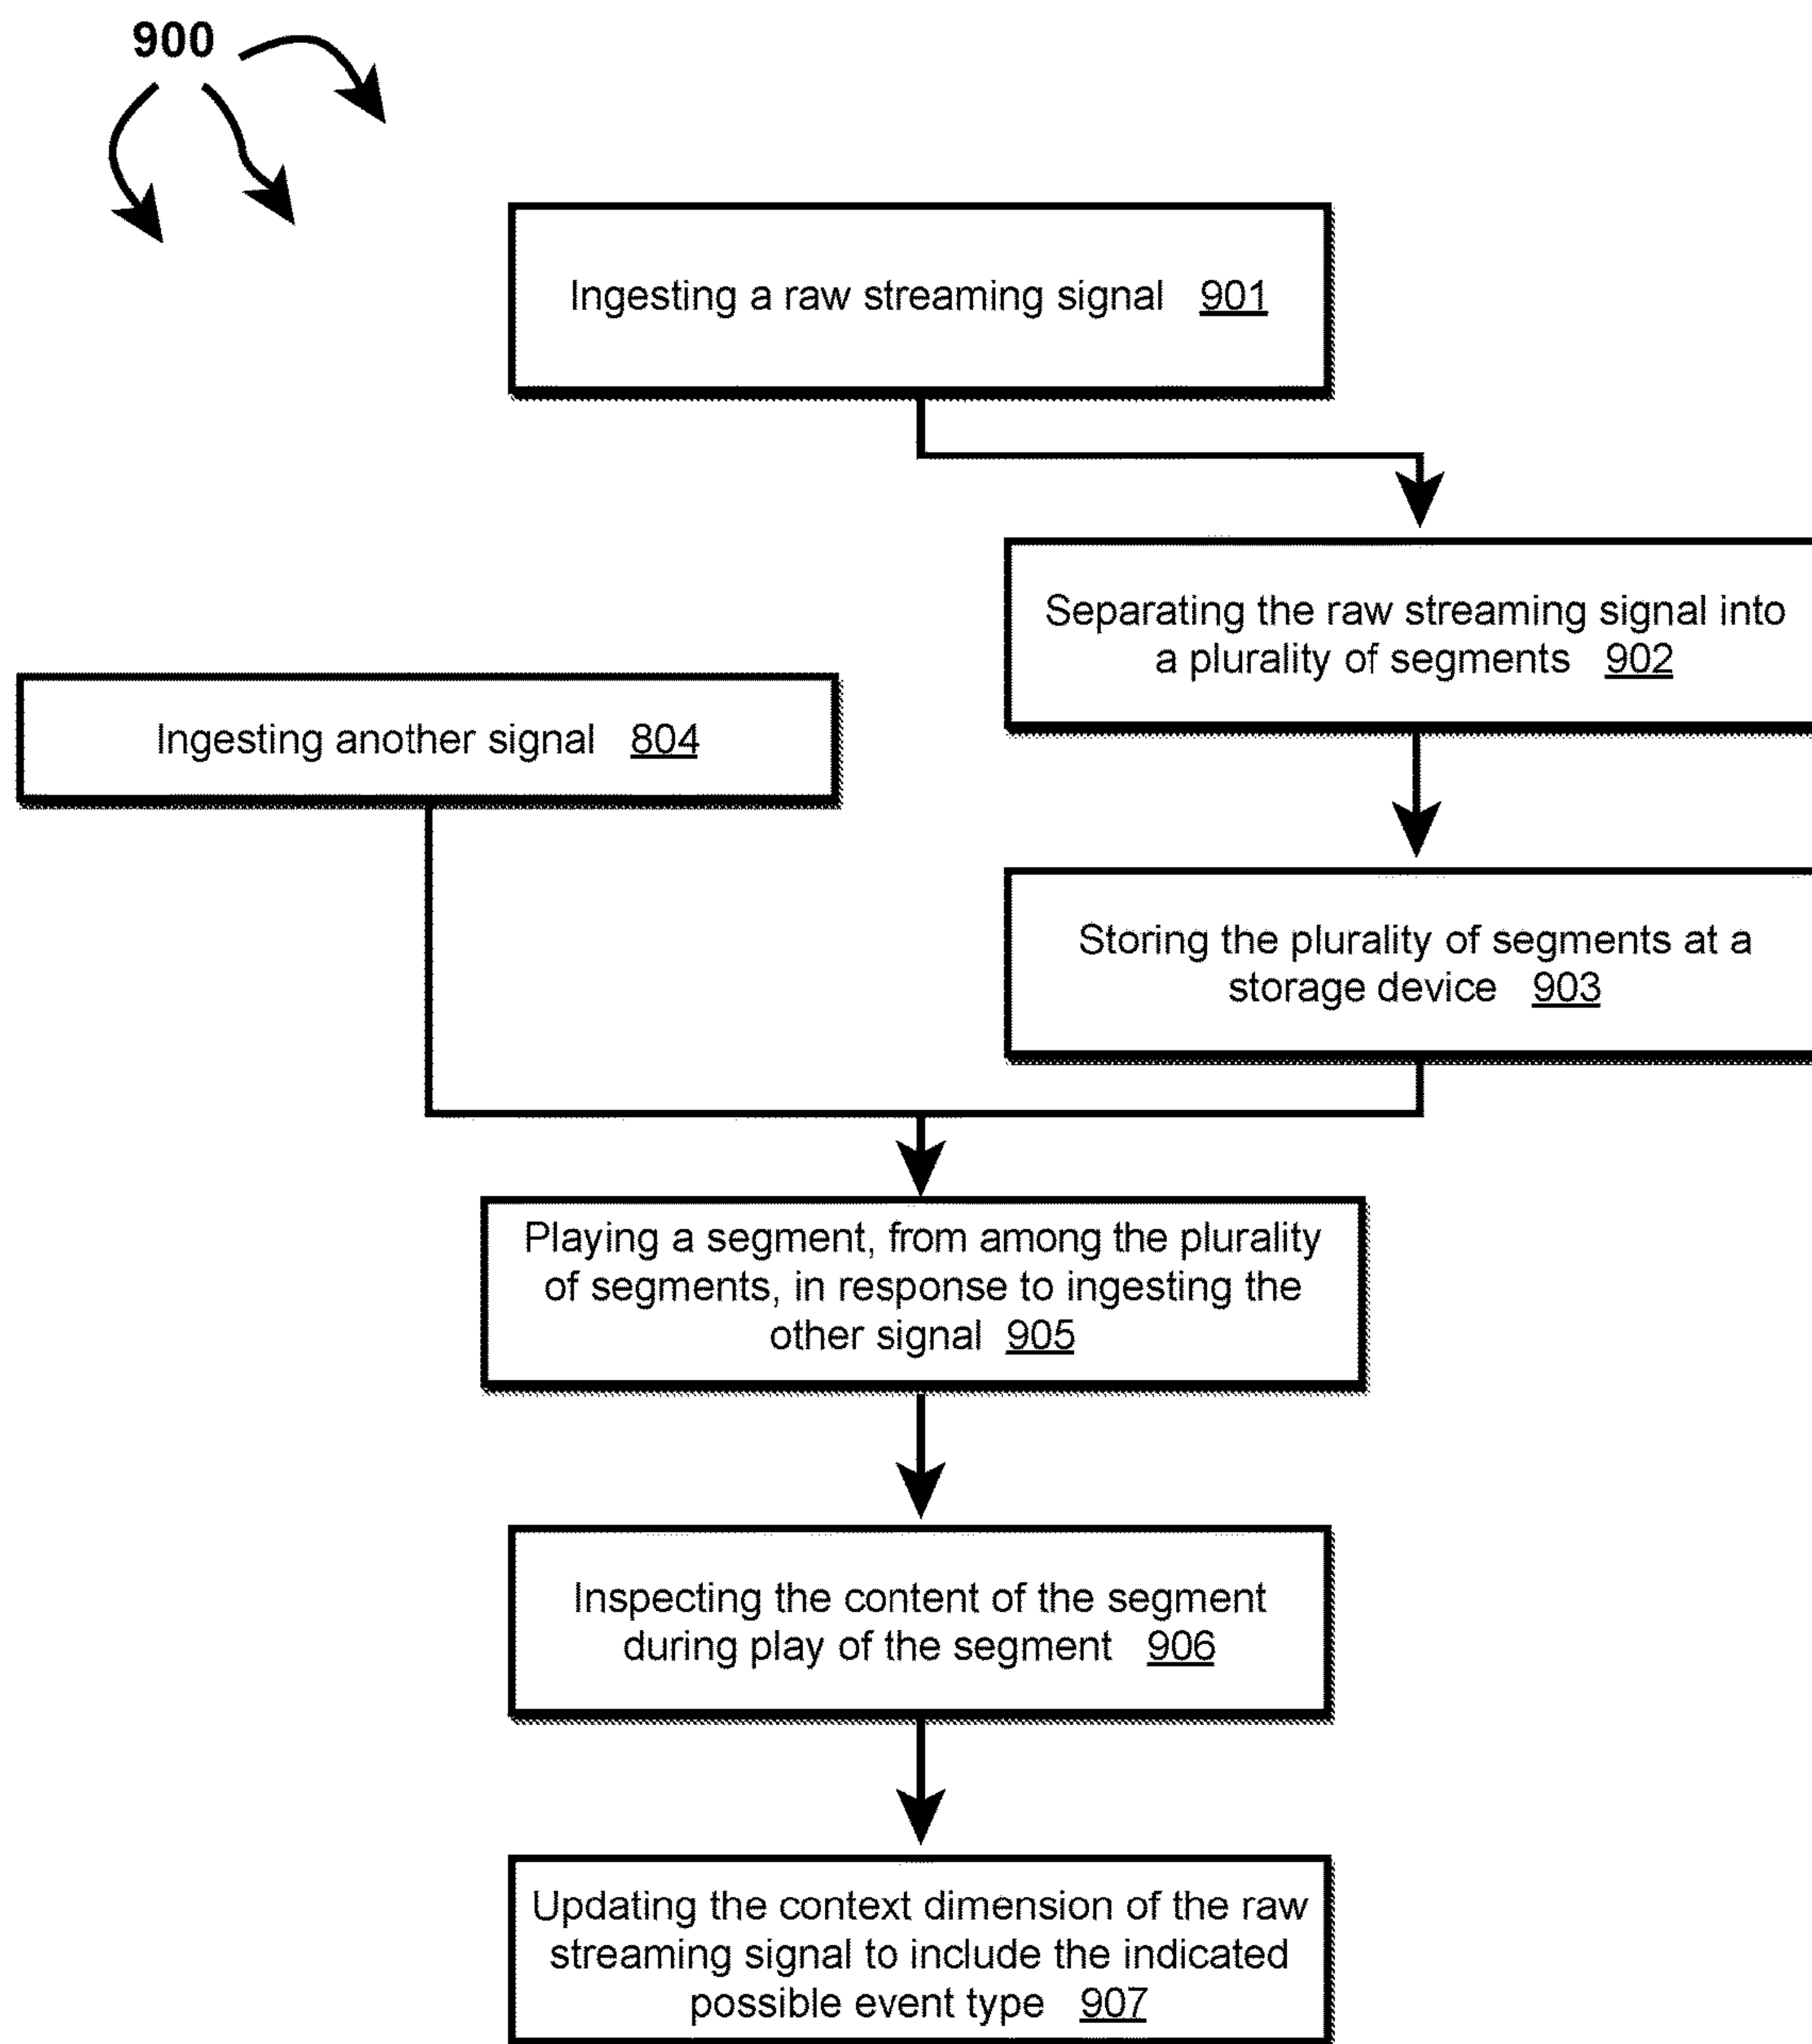 900
Ingesting a raw streaming signal 901
Separating the raw streaming signal into
a plurality of segments 902
Ingesting another signal 804
Storing the plurality of segments at a
storage device 903
Playing a segment, from among the plurality
of segments, in response to ingesting the
other signal 905
Inspecting the content of the segment
during play of the segment 906
Updating the context dimension of the raw
streaming signal to include the indicated
possible event type 907